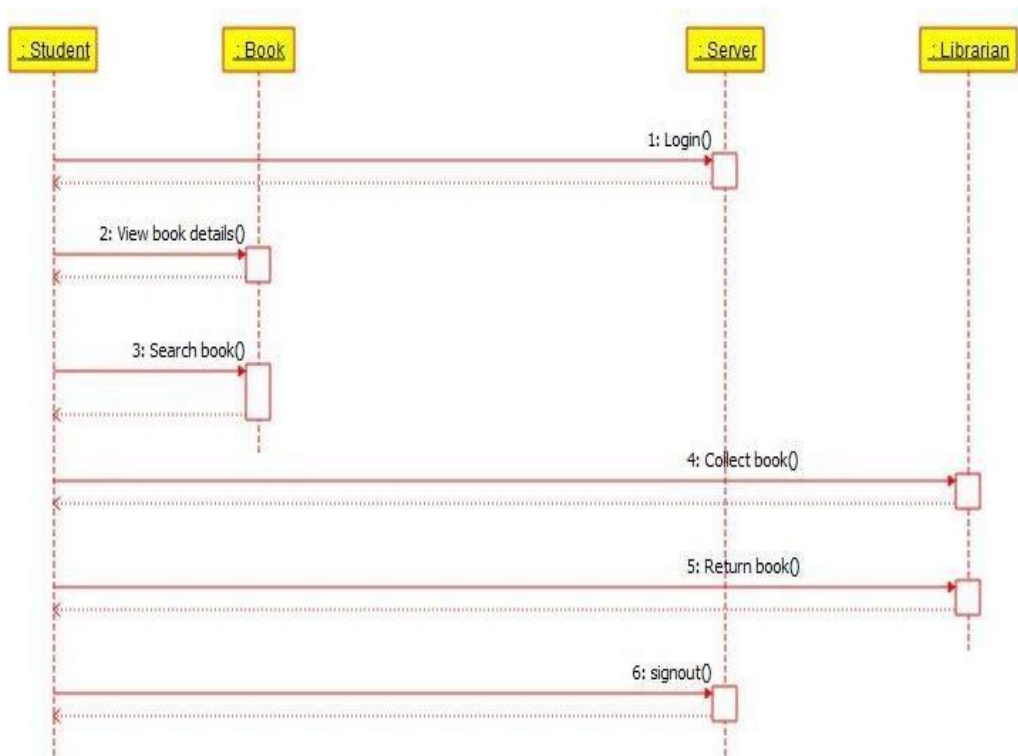 : Student
: Book
: Server
: Librarian
1: Login()
2: View book details()
3: Search book()
4: Collect book()
5: Return book()
6: signout()